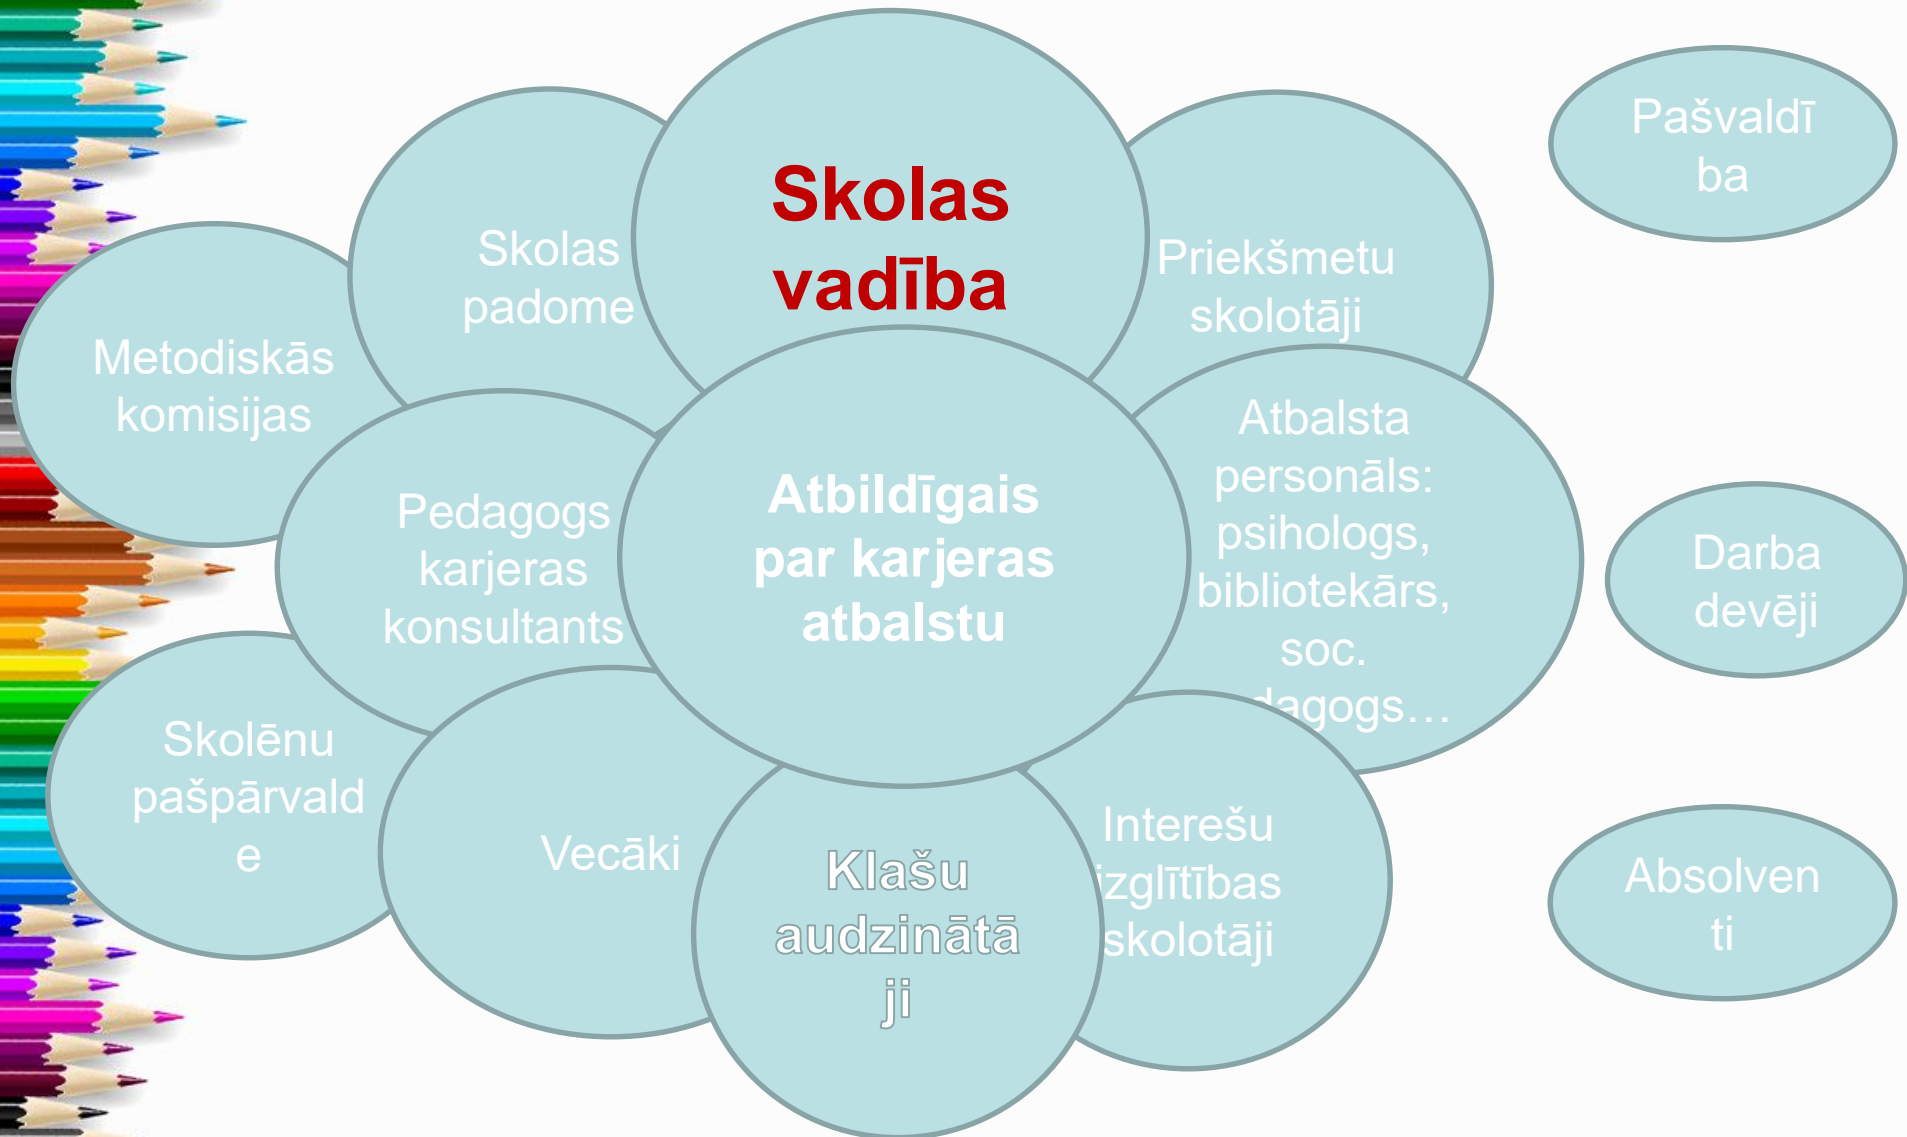 Skolas
vadība
Pašvaldī
ba
Skolas
padome
Priekšmetu
skolotāji
Metodiskās
komisijas
Atbalsta
personāls:
psihologs,
bibliotekārs,
soc.
dagogs…
Pedagogs
karjeras
konsultants
Atbildīgais
par karjeras
atbalstu
Darba
devēji
Skolēnu
pašpārvald
e
Vecāki
Klašu
audzinātā
ji
Interešu
izglītības
skolotāji
Absolven
ti